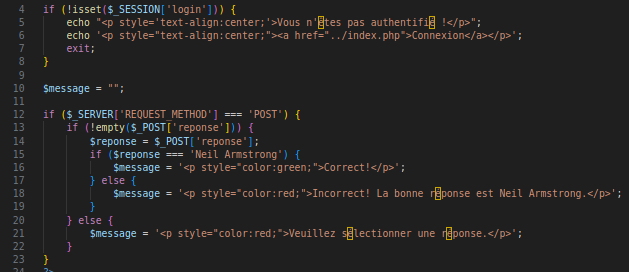 4 if (!isset($_SESSION['login'])) {
5 echo "<p style='text-align:center;'>Vous n'êtes pas authentifié !</p>";
6 echo '<p style="text-align:center;"><a href="../index.php">Connexion</a></p>';
7 exit;
8 }
9
10 $message = "";
11
12 if ($_SERVER['REQUEST_METHOD'] === 'POST') {
13 if (!empty($_POST['reponse'])) {
14 $reponse = $_POST['reponse'];
15 if ($reponse === 'Neil Armstrong') {
16 $message = '<p style="color:green;">Correct!</p>';
17 } else {
18 $message = '<p style="color:red;">Incorrect! La bonne réponse est Neil Armstrong.</p>';
19 }
20 } else {
21 $message = '<p style="color:red;">Veuillez sélectionner une réponse.</p>';
22 }
23 }
24 ?>